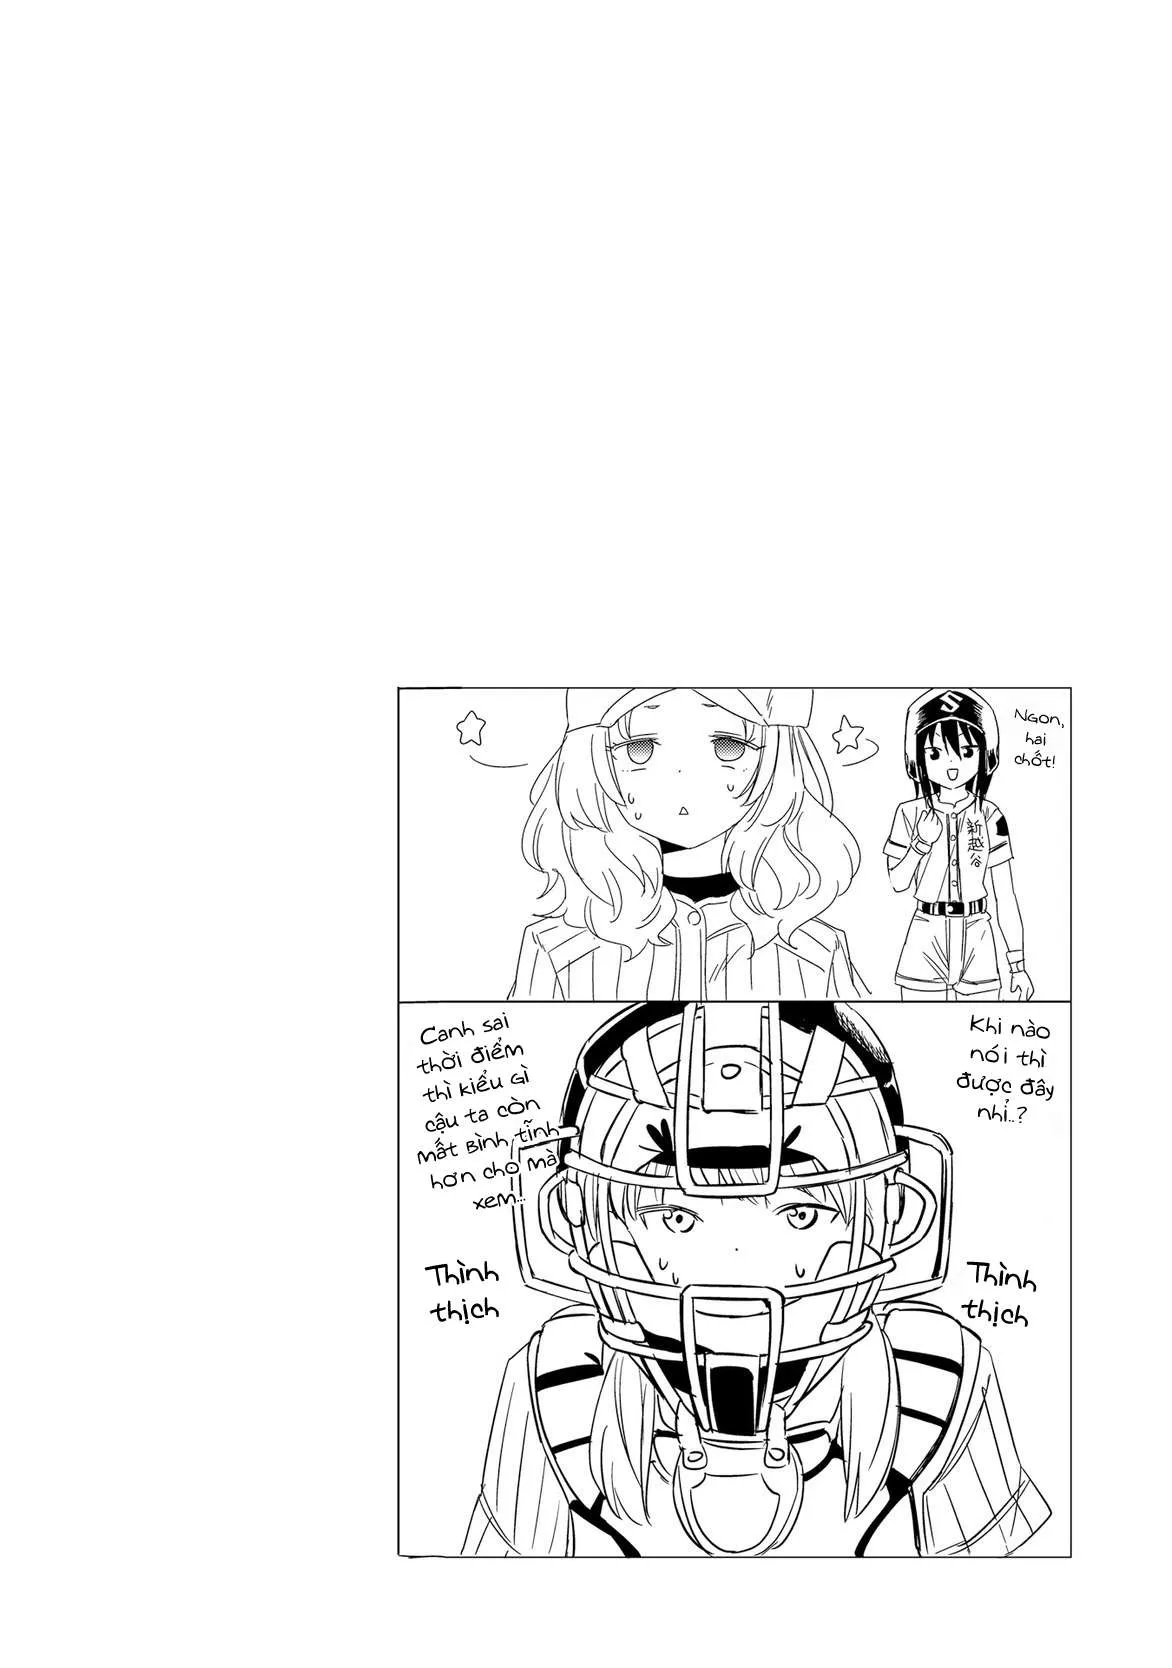 Ngon,
hai
chốt!
S
新越谷
Khi nào
nói thì
được đây
nhỉ..?
Canh sai
thời điểm
thì kiểu gì
cậu ta còn
mất bình tĩnh
hơn cho mà
xem...
Thình
thịch
Thình
thịch